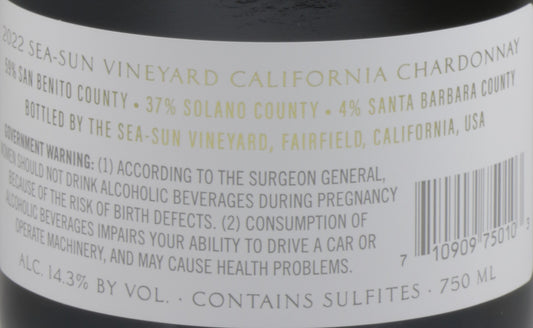 2022 SEA-SUN VINEYARD CALIFORNIA CHARDONNAY
59% SAN BENITO COUNTY • 37% SOLANO COUNTY • 4% SANTA BARBARA COUNTY
BOTTLED BY THE SEA-SUN VINEYARD, FAIRFIELD, CALIFORNIA, USA
GOVERNMENT WARNING: (1) ACCORDING TO THE SURGEON GENERAL,
WOMEN SHOULD NOT DRINK ALCOHOLIC BEVERAGES DURING PREGNANCY
BECAUSE OF THE RISK OF BIRTH DEFECTS. (2) CONSUMPTION OF
ALCOHOLIC BEVERAGES IMPAIRS YOUR ABILITY TO DRIVE A CAR OR
OPERATE MACHINERY, AND MAY CAUSE HEALTH PROBLEMS.
7 10909 75010 3
ALC. 14.3% BY VOL. · CONTAINS SULFITES · 750 ML